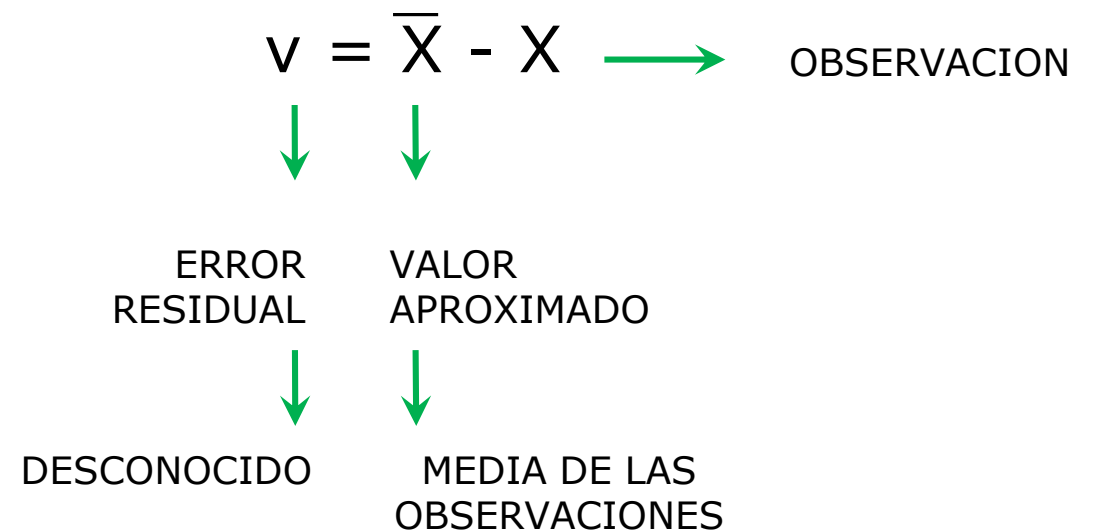 v = X̅ - X
OBSERVACION
ERROR
RESIDUAL
VALOR
APROXIMADO
DESCONOCIDO
MEDIA DE LAS
OBSERVACIONES